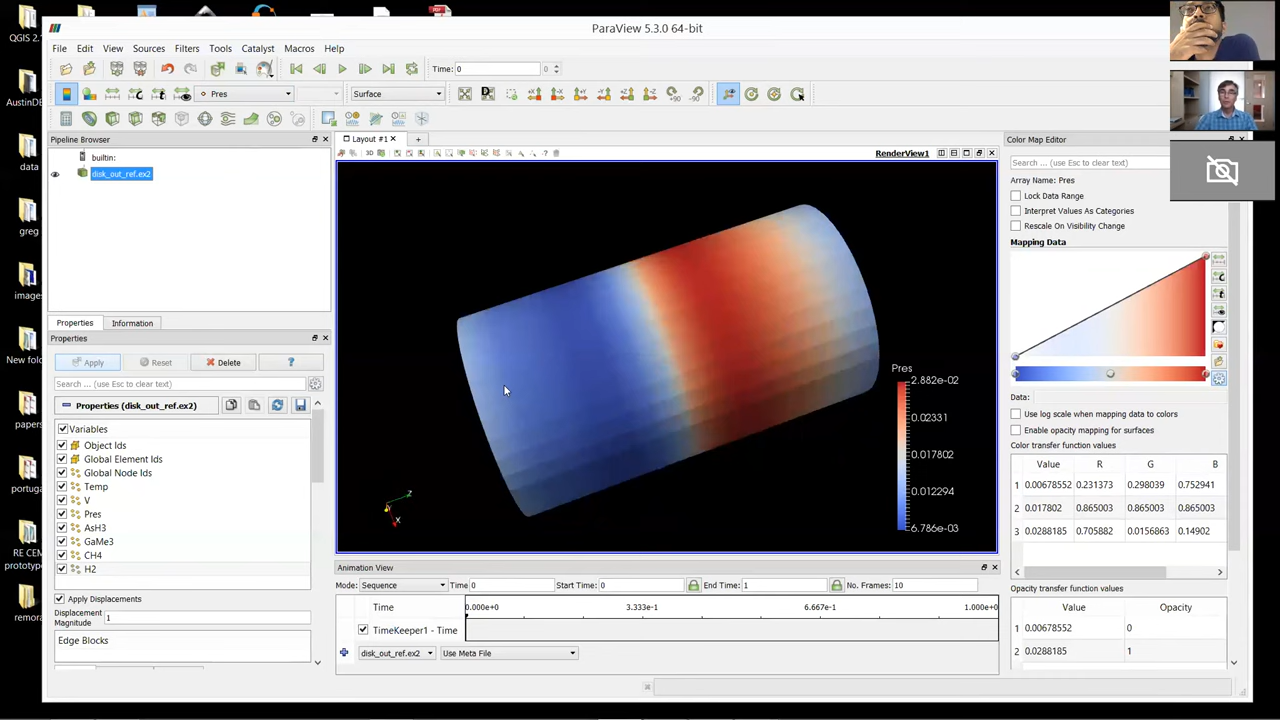 QGIS 2.
ParaView 5.3.0 64-bit
File Edit View Sources Filters Tools Catalyst Macros Help
Time: 0 0
Pres Surface
AustinDE
data
greg
images
New fol
papers
portug
RE CEM
prototype
remora
Pipeline Browser
builtin:
disk_out_ref.ex2
Properties Information
Properties
Apply Reset Delete ?
Search ... (use Esc to clear text)
Properties (disk_out_ref.ex2)
Variables
Object Ids
Global Element Ids
Global Node Ids
Temp
V
Pres
AsH3
GaMe3
CH4
H2
Apply Displacements
Displacement
Magnitude
1
Edge Blocks
Layout #1
3D
RenderView1
Z
X
Pres
2.882e-02
0.02331
0.017802
0.012294
6.786e-03
Animation View
Mode: Sequence Time 0 Start Time: 0 End Time: 1 No. Frames: 10
Time 0.000e+0 3.333e-1 6.667e-1 1.000e+0
TimeKeeper1 - Time
disk_out_ref.ex2 Use Meta File
Color Map Editor
Search ... (use Esc to clear text)
Array Name: Pres
Lock Data Range
Interpret Values As Categories
Rescale On Visibility Change
Mapping Data
Data:
Use log scale when mapping data to colors
Enable opacity mapping for surfaces
Color transfer function values
Value R G B
1 0.00678552 0.231373 0.298039 0.752941
2 0.017802 0.865003 0.865003 0.865003
3 0.0288185 0.705882 0.0156863 0.14902
Opacity transfer function values
Value Opacity
1 0.00678552 0
2 0.0288185 1